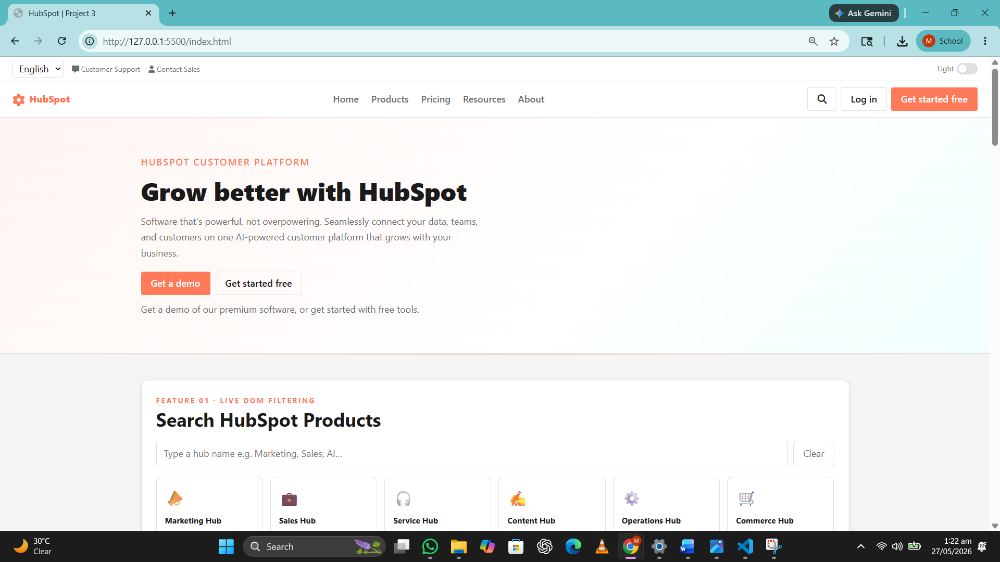 HubSpot | Project 3
Ask Gemini
http://127.0.0.1:5500/index.html
M School
English
Customer Support
Contact Sales
Light
HubSpot
Home Products Pricing Resources About
Log in
Get started free
HUBSPOT CUSTOMER PLATFORM
Grow better with HubSpot
Software that's powerful, not overpowering. Seamlessly connect your data, teams,
and customers on one AI-powered customer platform that grows with your
business.
Get a demo
Get started free
Get a demo of our premium software, or get started with free tools.
FEATURE 01 · LIVE DOM FILTERING
Search HubSpot Products
Type a hub name e.g. Marketing, Sales, AI...
Clear
Marketing Hub
Sales Hub
Service Hub
Content Hub
Operations Hub
Commerce Hub
30°C
Clear
Search
M
W
1:22 am
27/05/2026